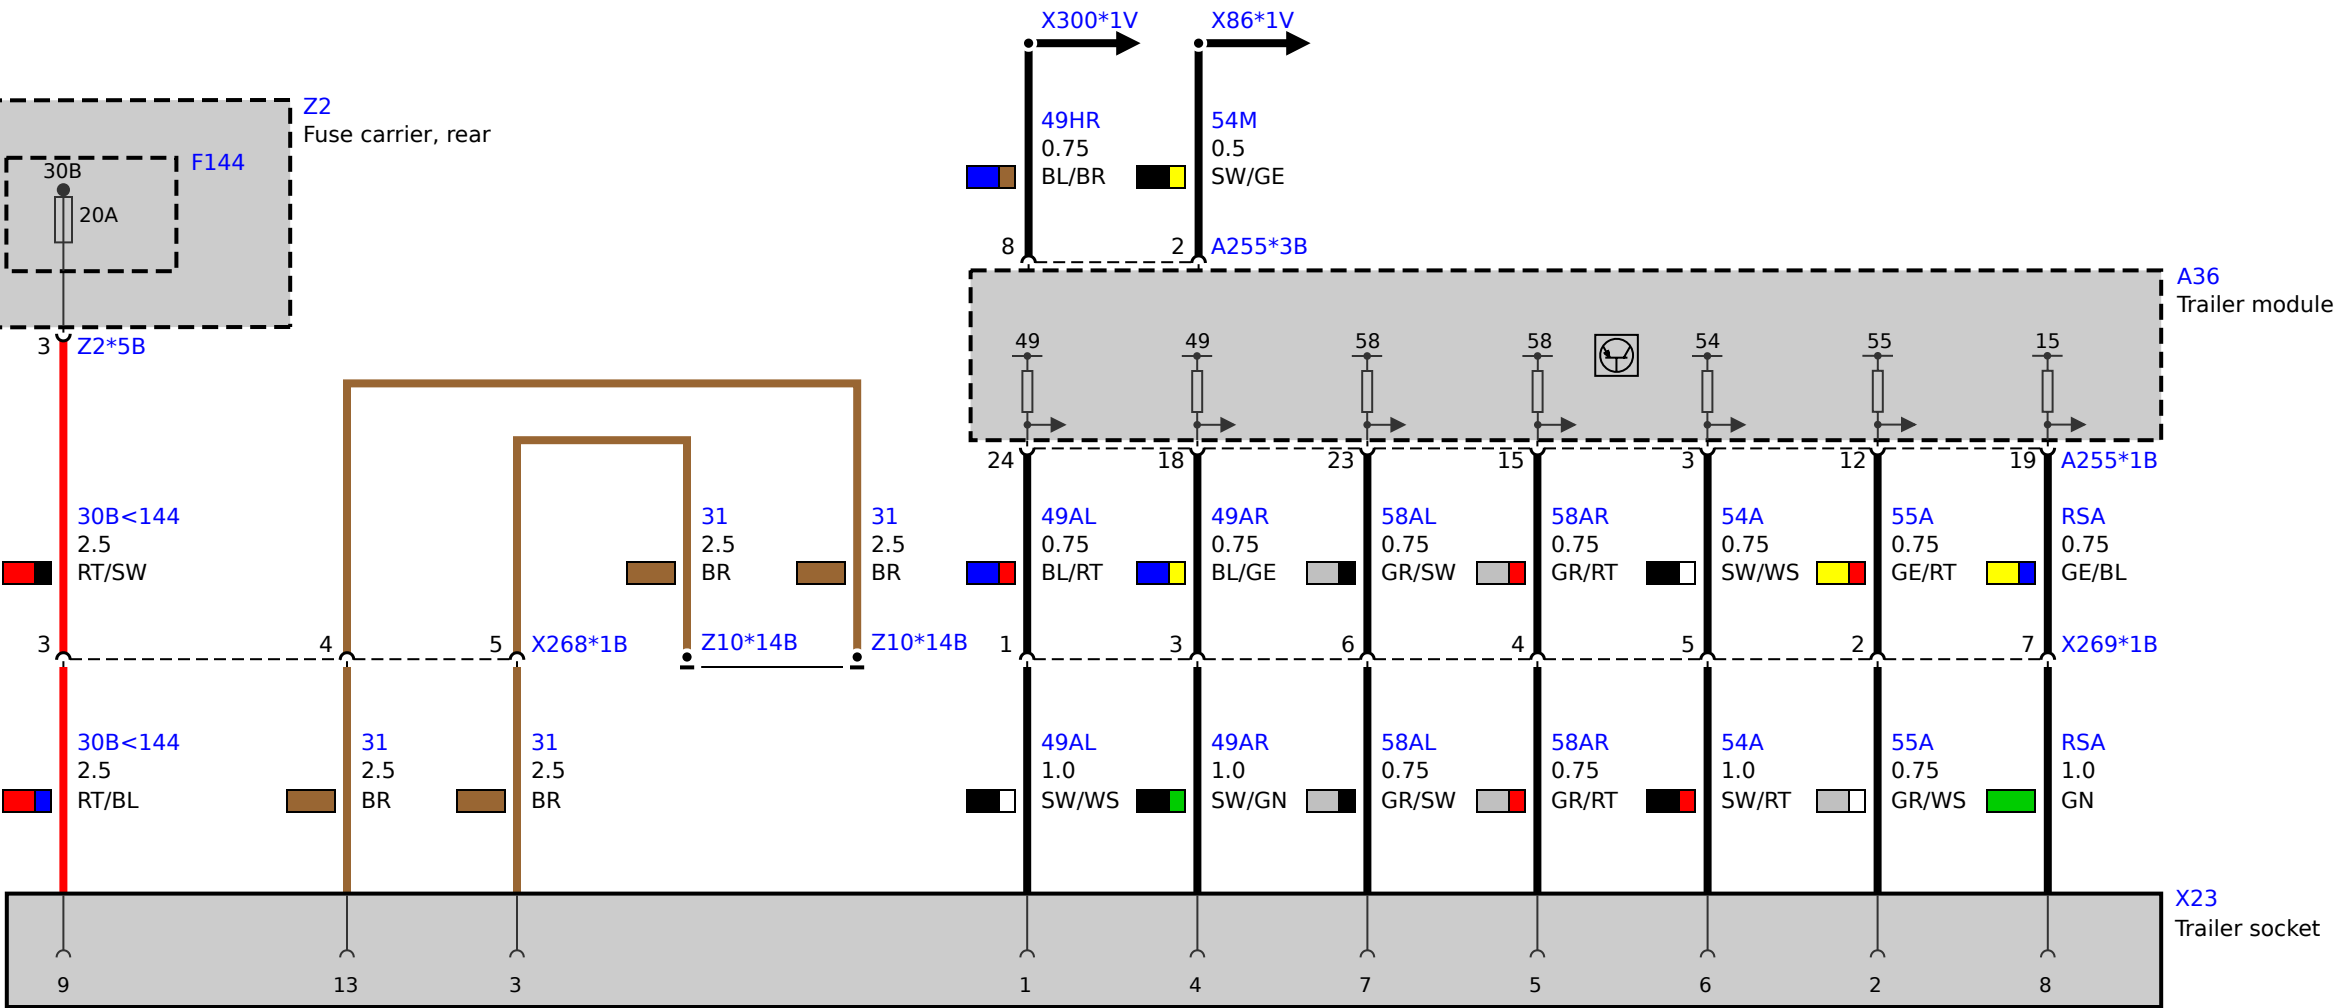 X300*1V
X86*1V
Z2
Fuse carrier, rear
F144
30B
20A
49HR
0.75
BL/BR
54M
0.5
SW/GE
8
2
A255*3B
A36
Trailer module
49
49
58
58
54
55
15
3
Z2*5B
24
18
23
15
3
12
19
A255*1B
30B<144
2.5
RT/SW
31
2.5
BR
31
2.5
BR
49AL
0.75
BL/RT
49AR
0.75
BL/GE
58AL
0.75
GR/SW
58AR
0.75
GR/RT
54A
0.75
SW/WS
55A
0.75
GE/RT
RSA
0.75
GE/BL
3
4
5
X268*1B
Z10*14B
Z10*14B
1
3
6
4
5
2
7
X269*1B
30B<144
2.5
RT/BL
31
2.5
BR
31
2.5
BR
49AL
1.0
SW/WS
49AR
1.0
SW/GN
58AL
0.75
GR/SW
58AR
0.75
GR/RT
54A
1.0
SW/RT
55A
0.75
GR/WS
RSA
1.0
GN
X23
Trailer socket
9
13
3
1
4
7
5
6
2
8